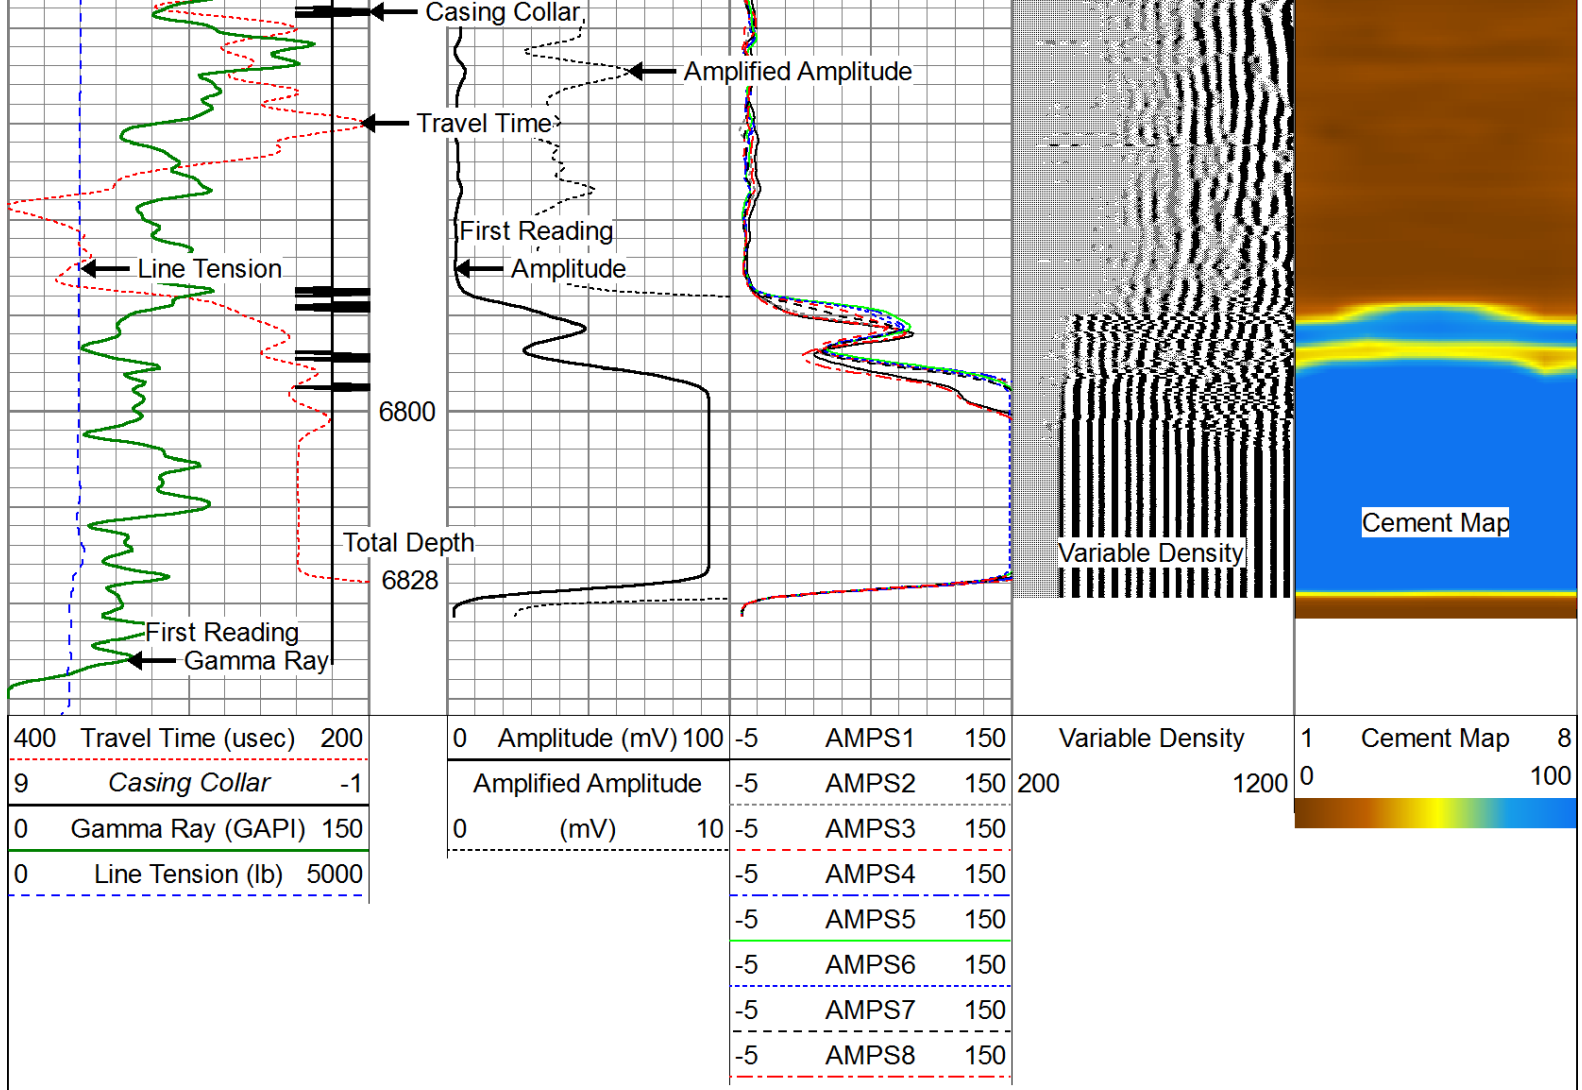 Casing Collar
Amplified Amplitude
Travel Time
First Reading
Line Tension
Amplitude
6800
Total Depth
6828
Cement Map
Variable Density
First Reading
Gamma Ray
400 Travel Time (usec) 200
9 Casing Collar -1
0 Gamma Ray (GAPI) 150
0 Line Tension (lb) 5000
0 Amplitude (mV) 100
Amplified Amplitude
0 (mV) 10
-5 AMPS1 150
-5 AMPS2 150
-5 AMPS3 150
-5 AMPS4 150
-5 AMPS5 150
-5 AMPS6 150
-5 AMPS7 150
-5 AMPS8 150
Variable Density
200 1200
1 Cement Map 8
0 100